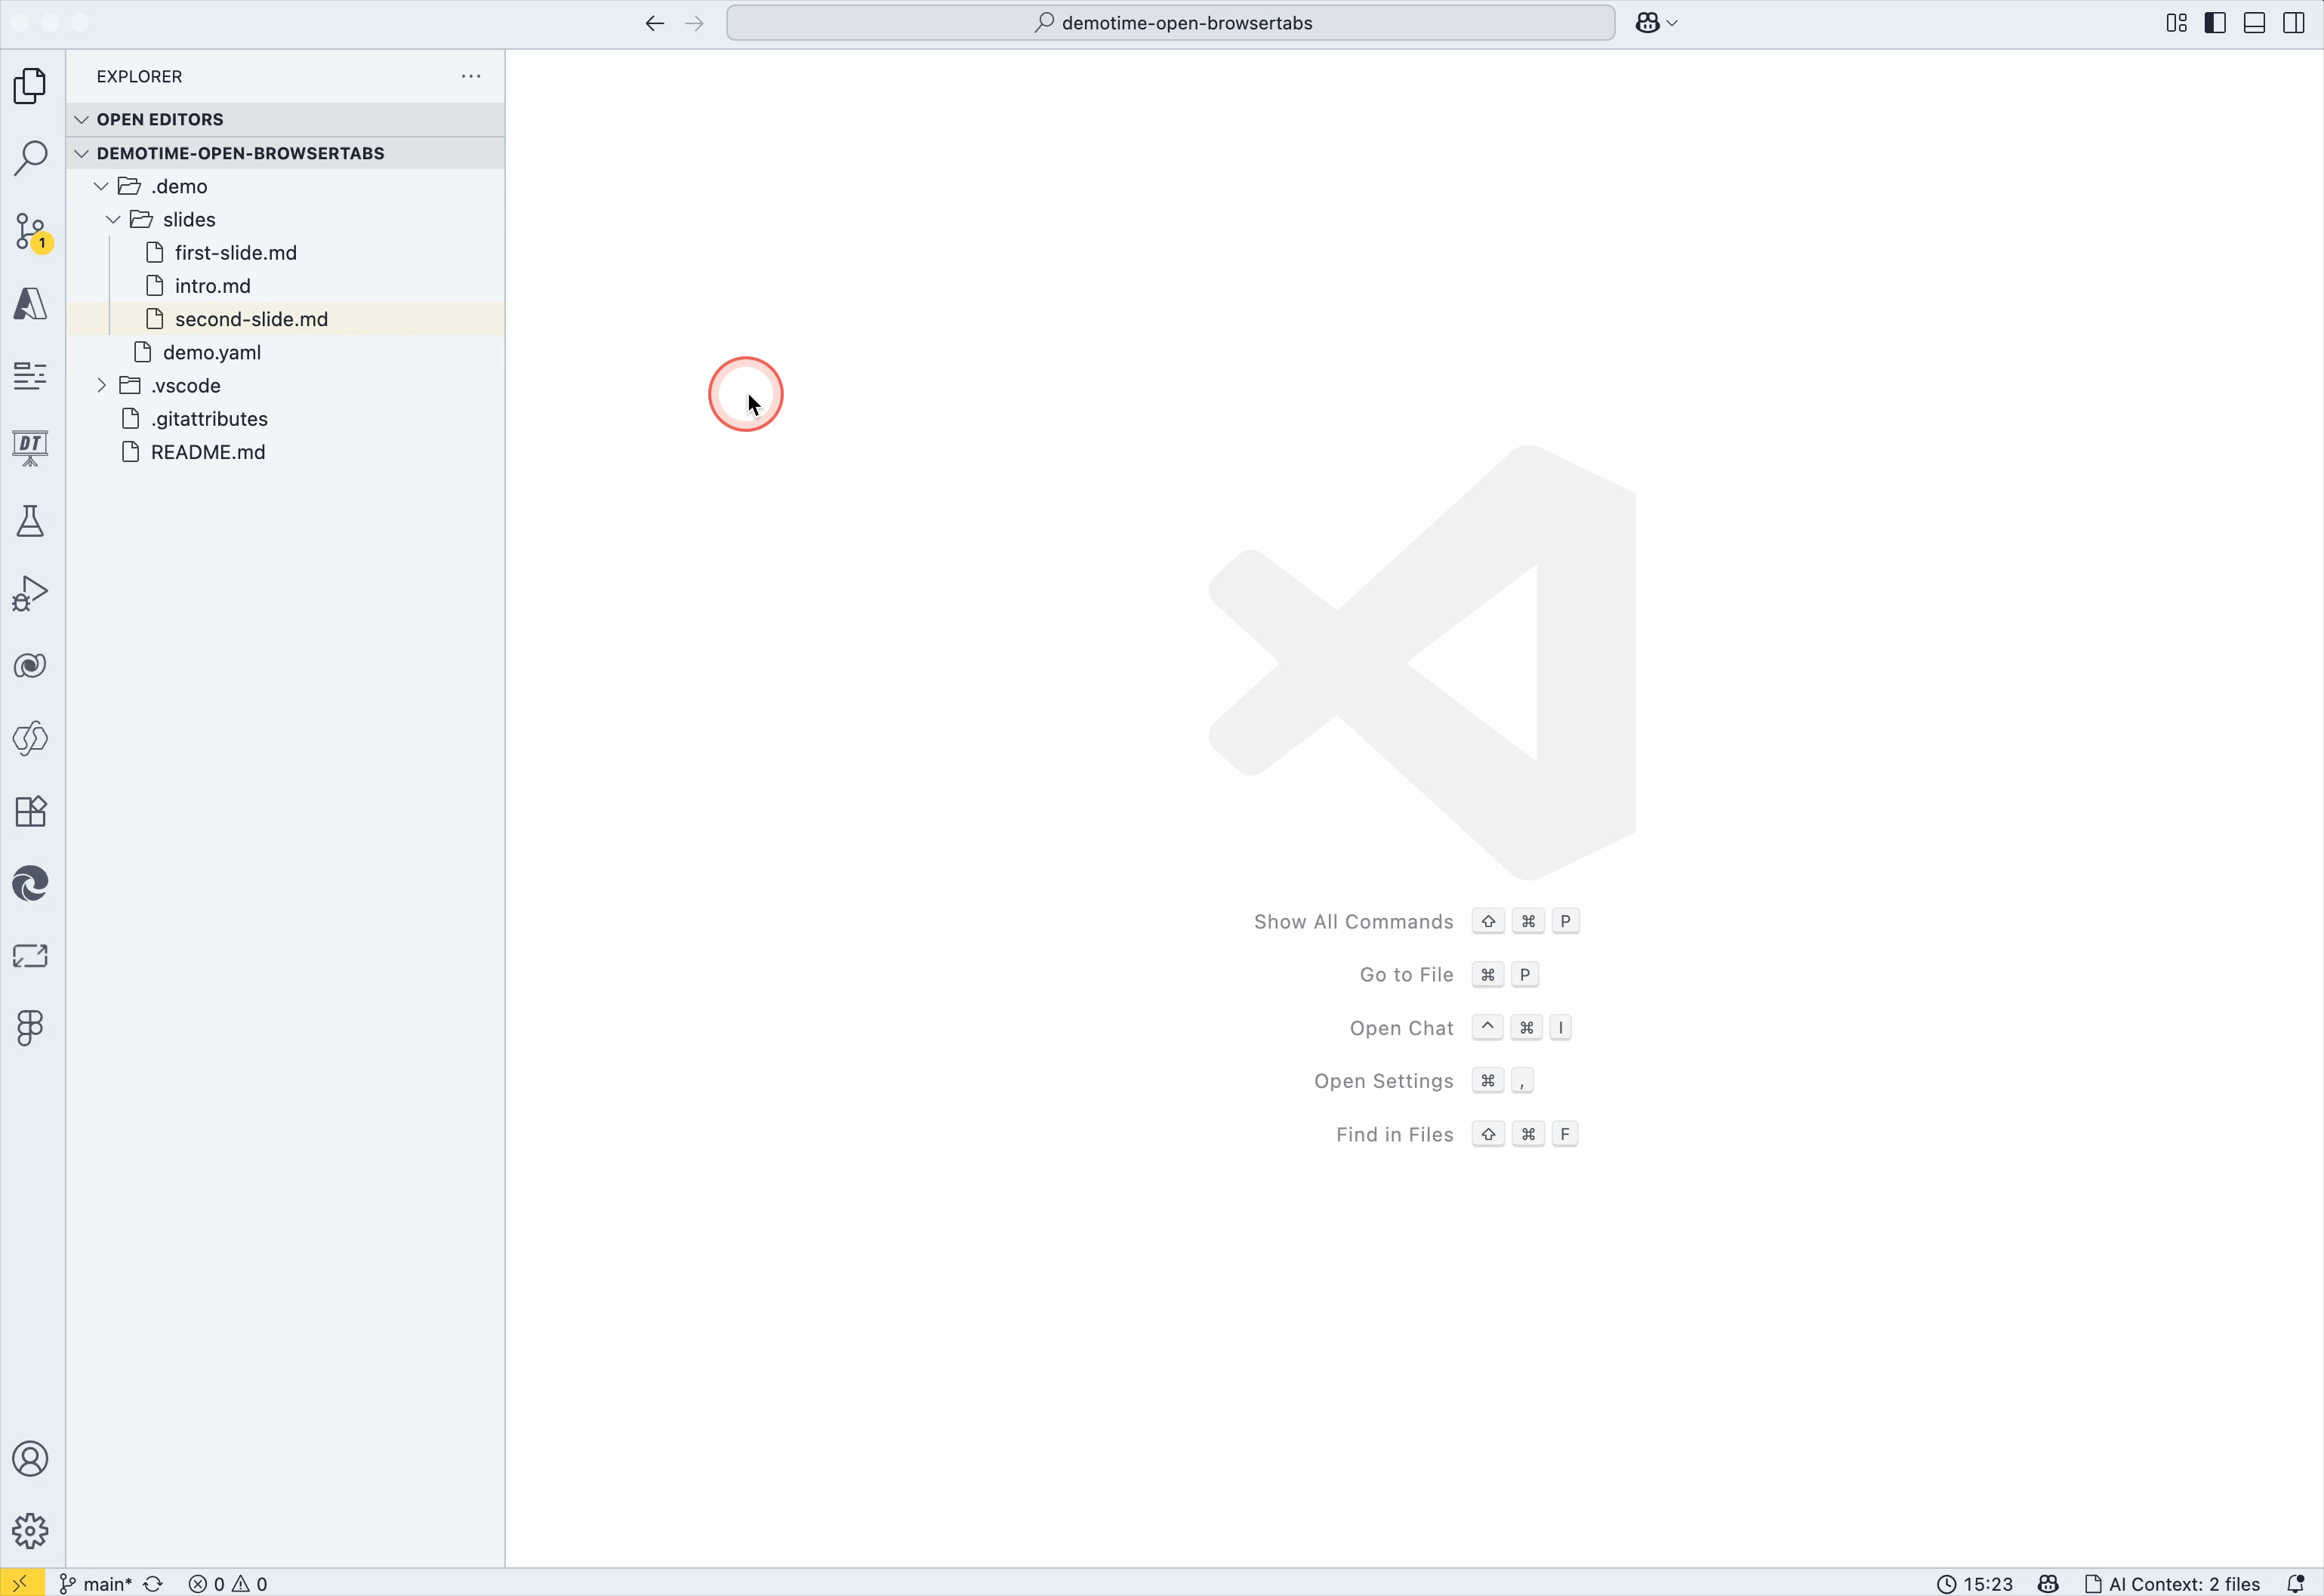 demotime-open-browsertabs
EXPLORER
OPEN EDITORS
DEMOTIME-OPEN-BROWSERTABS
.demo
slides
first-slide.md
intro.md
second-slide.md
demo.yaml
.vscode
.gitattributes
README.md
1
DT
Show All Commands ⇧ ⌘ P
Go to File ⌘ P
Open Chat ^ ⌘ I
Open Settings ⌘ ,
Find in Files ⇧ ⌘ F
main* 0 0 15:23 AI Context: 2 files